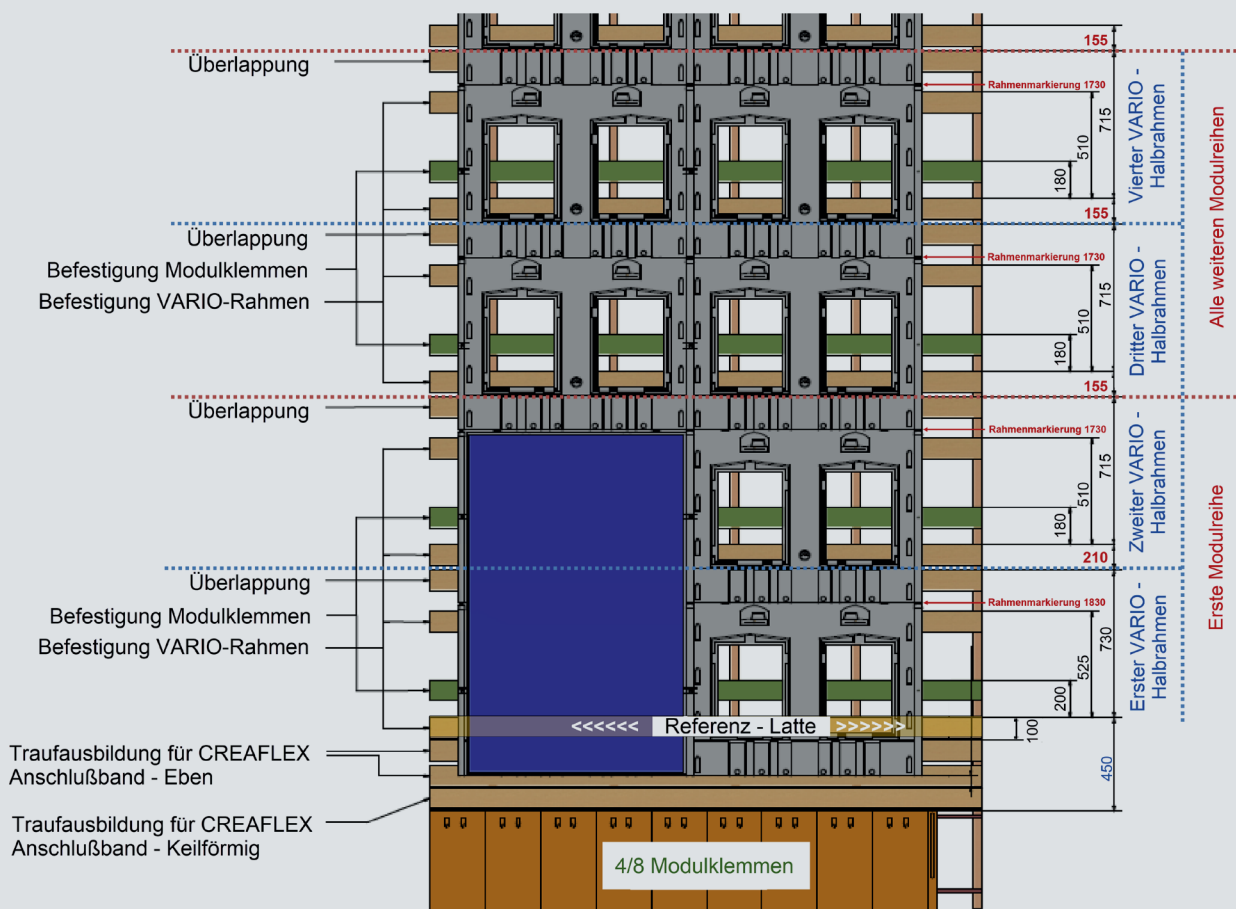 155
Überlappung
Rahmenmarkierung 1730
715
510
180
Vierter VARIO -
Halbrahmen
155
Überlappung
Befestigung Modulklemmen
Befestigung VARIO-Rahmen
Rahmenmarkierung 1730
715
510
180
Dritter VARIO -
Halbrahmen
Alle weiteren Modulreihen
155
Überlappung
Rahmenmarkierung 1730
715
510
180
Zweiter VARIO -
Halbrahmen
210
Überlappung
Befestigung Modulklemmen
Befestigung VARIO-Rahmen
Rahmenmarkierung 1830
730
525
200
Erster VARIO -
Halbrahmen
Erste Modulreihe
<<<<<< Referenz - Latte >>>>>>
100
450
Traufausbildung für CREAFLEX
Anschlußband - Eben
Traufausbildung für CREAFLEX
Anschlußband - Keilförmig
4/8 Modulklemmen